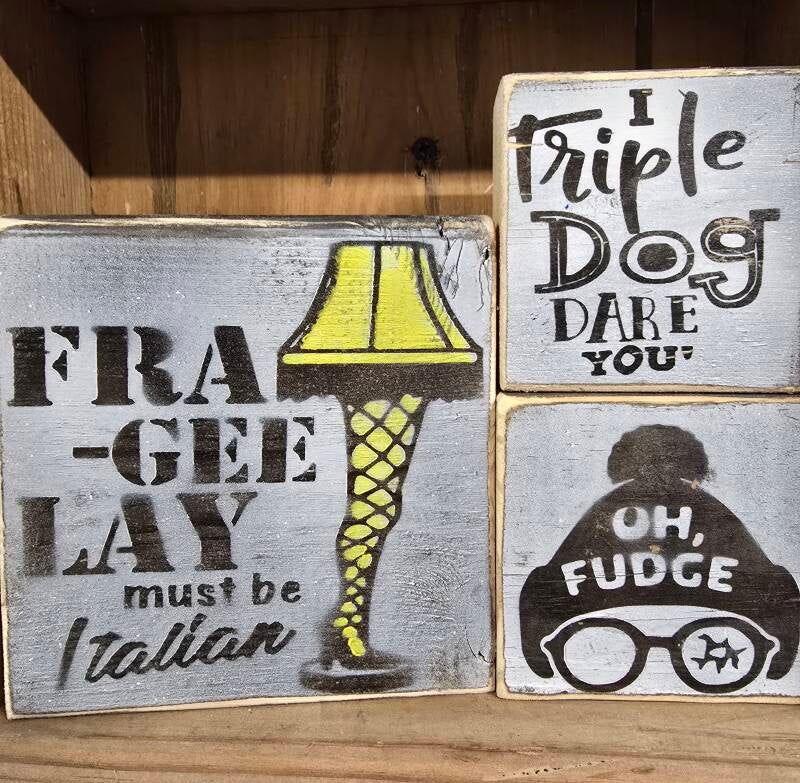 FRA
-GEE
LAY
must be
Italian
I
Triple
Dog
DARE
YOU'
OH,
FUDGE